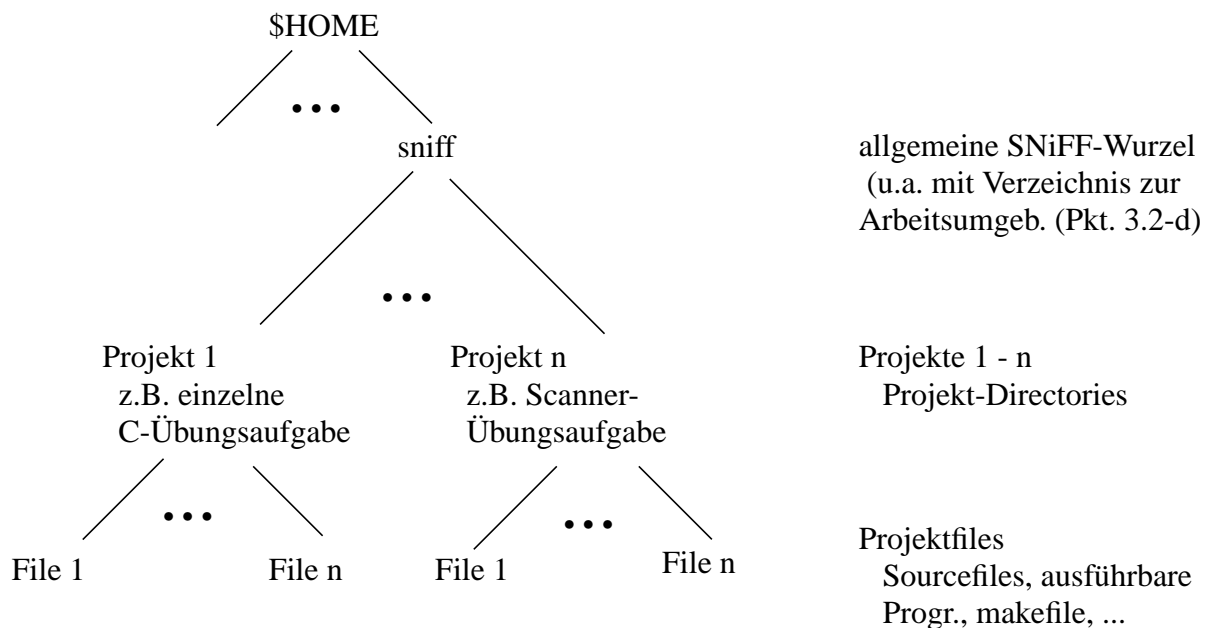 $HOME
...
sniff
allgemeine SNiFF-Wurzel
(u.a. mit Verzeichnis zur
Arbeitsumgeb. (Pkt. 3.2-d)
...
Projekt 1
z.B. einzelne
C-Übungsaufgabe
Projekt n
z.B. Scanner-
Übungsaufgabe
Projekte 1 - n
Projekt-Directories
...
...
File 1
File n
File 1
File n
Projektfiles
Sourcefiles, ausführbare
Progr., makefile, ...